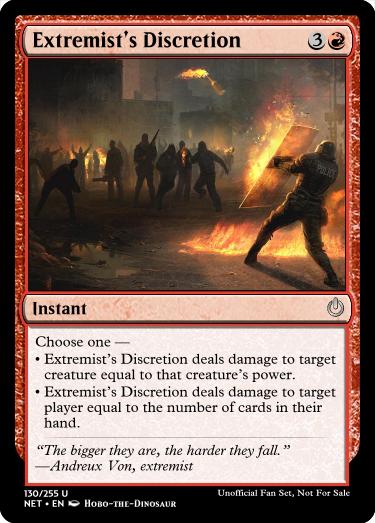 Extremist's Discretion 3
Instant
Choose one —
• Extremist's Discretion deals damage to target
creature equal to that creature's power.
• Extremist's Discretion deals damage to target
player equal to the number of cards in their
hand.
"The bigger they are, the harder they fall."
—Andreux Von, extremist
POLICE
130/255 U
NET • EN Hobo-the-Dinosaur
Unofficial Fan Set, Not For Sale